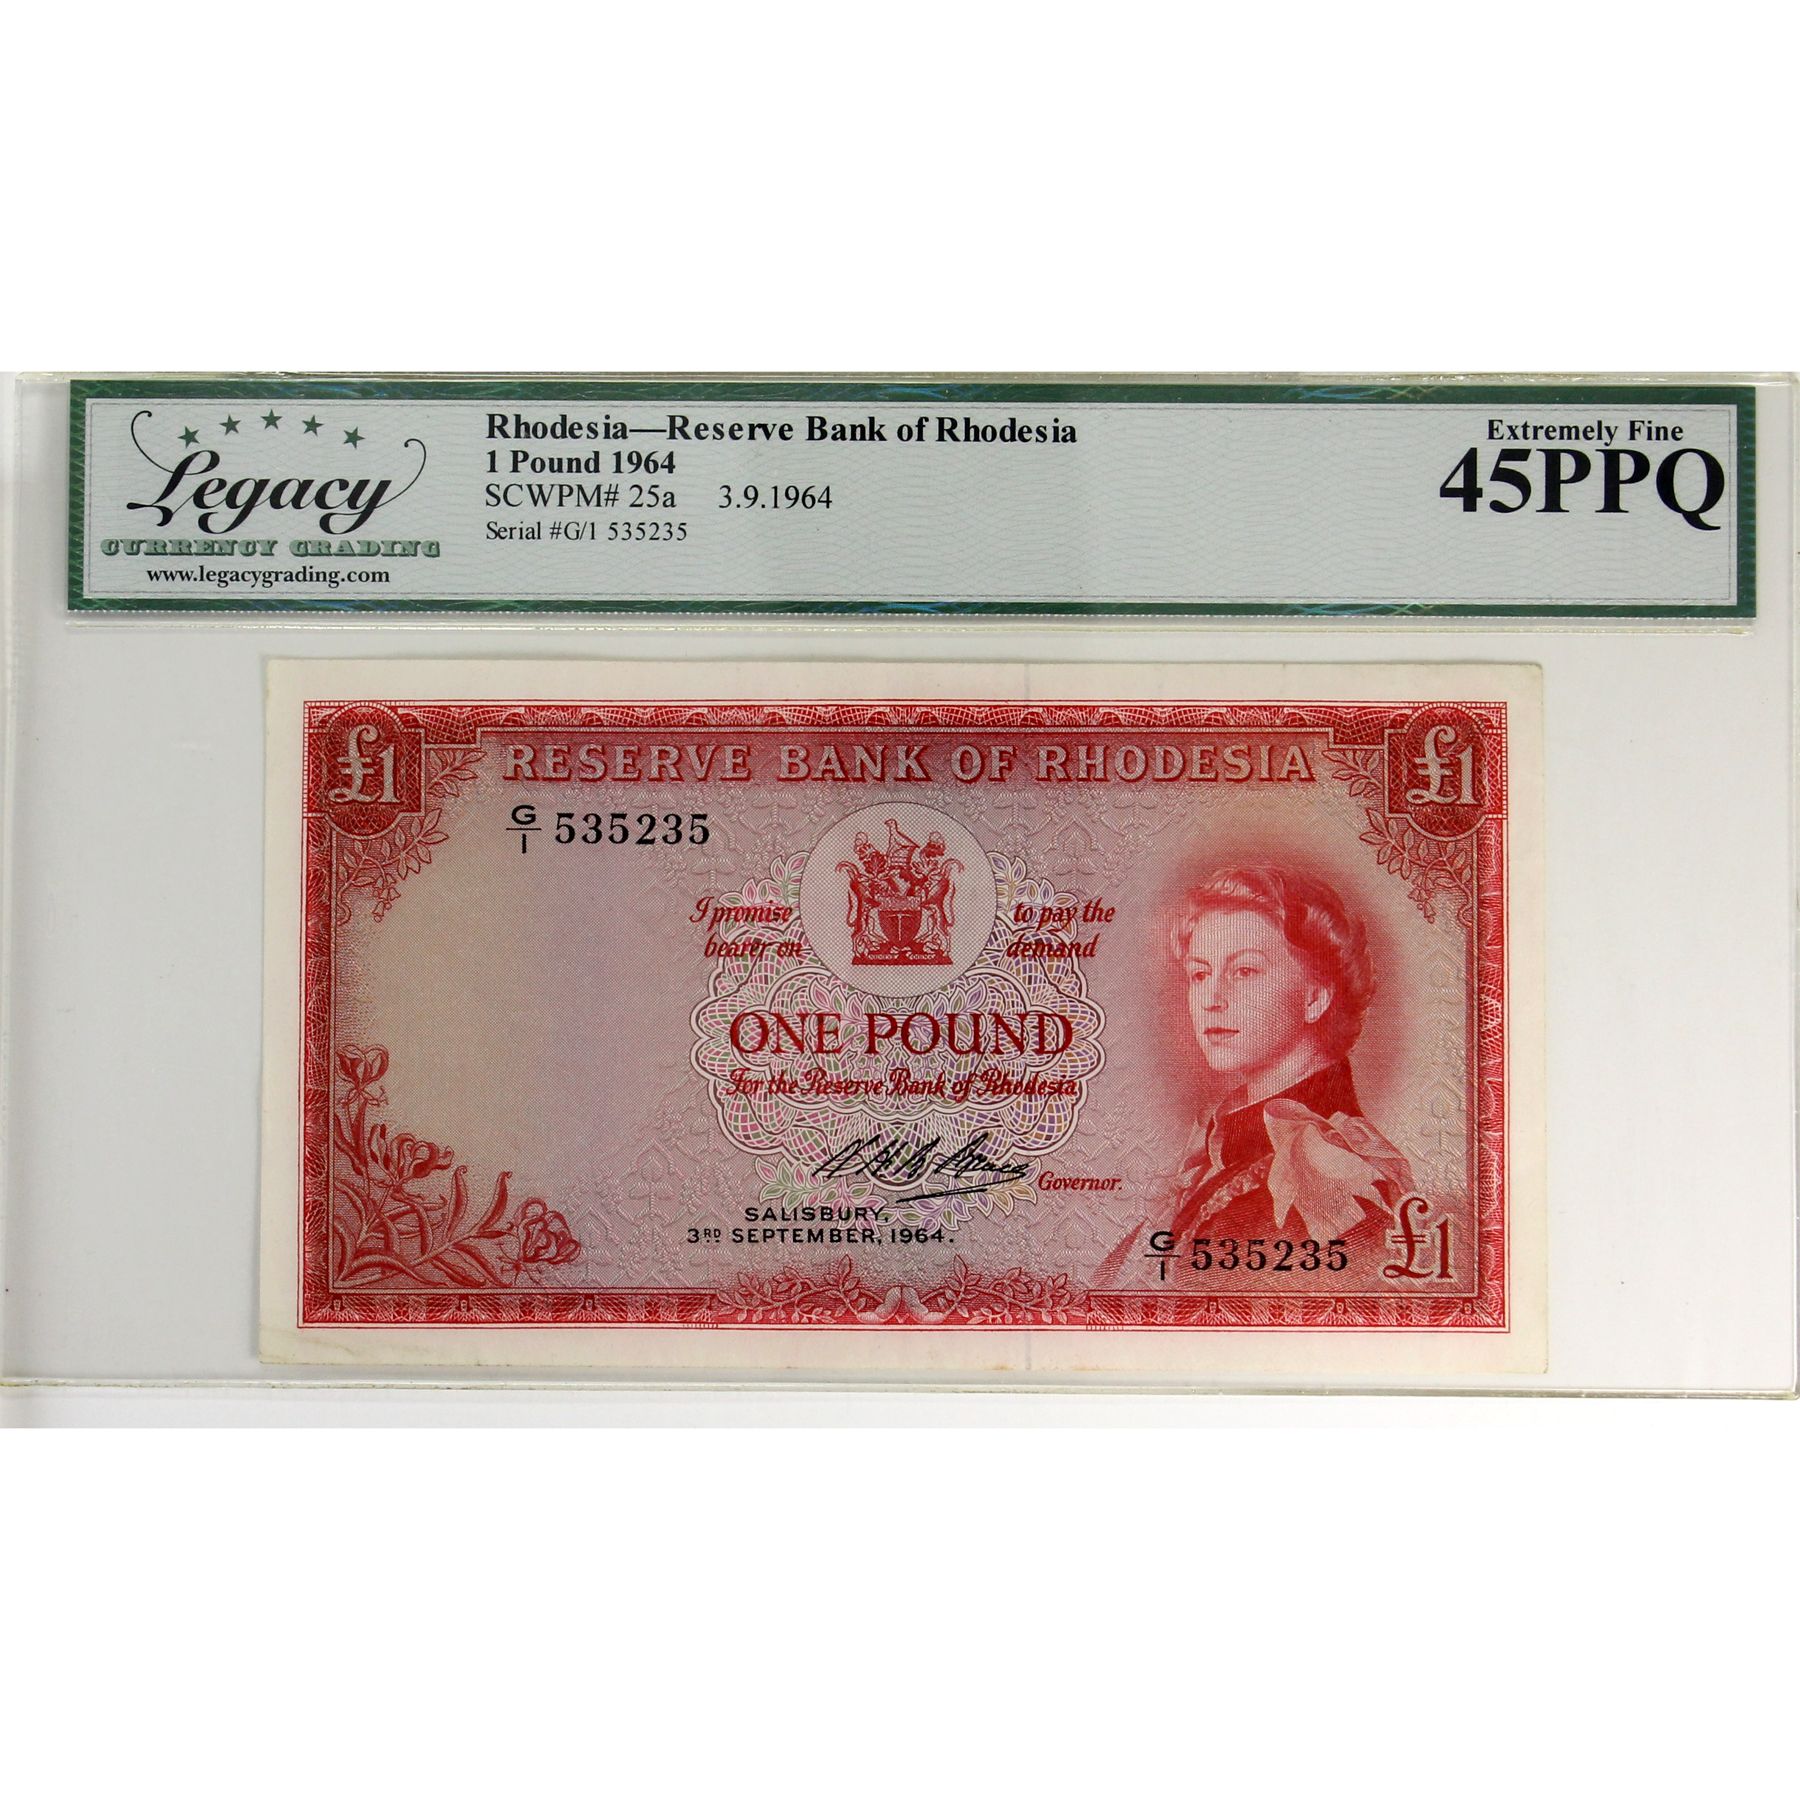 Legacy
CURRENCY GRADING
www.legacygrading.com
Rhodesia—Reserve Bank of Rhodesia
1 Pound 1964
SCWPM# 25a 3.9.1964
Serial #G/1 535235
Extremely Fine
45PPQ
£1 RESERVE BANK OF RHODESIA £1
G/1 535235
I promise to pay the
bearer on demand
ONE POUND
For the Reserve Bank of Rhodesia
Governor.
SALISBURY,
3RD SEPTEMBER, 1964.
G/1 535235 £1